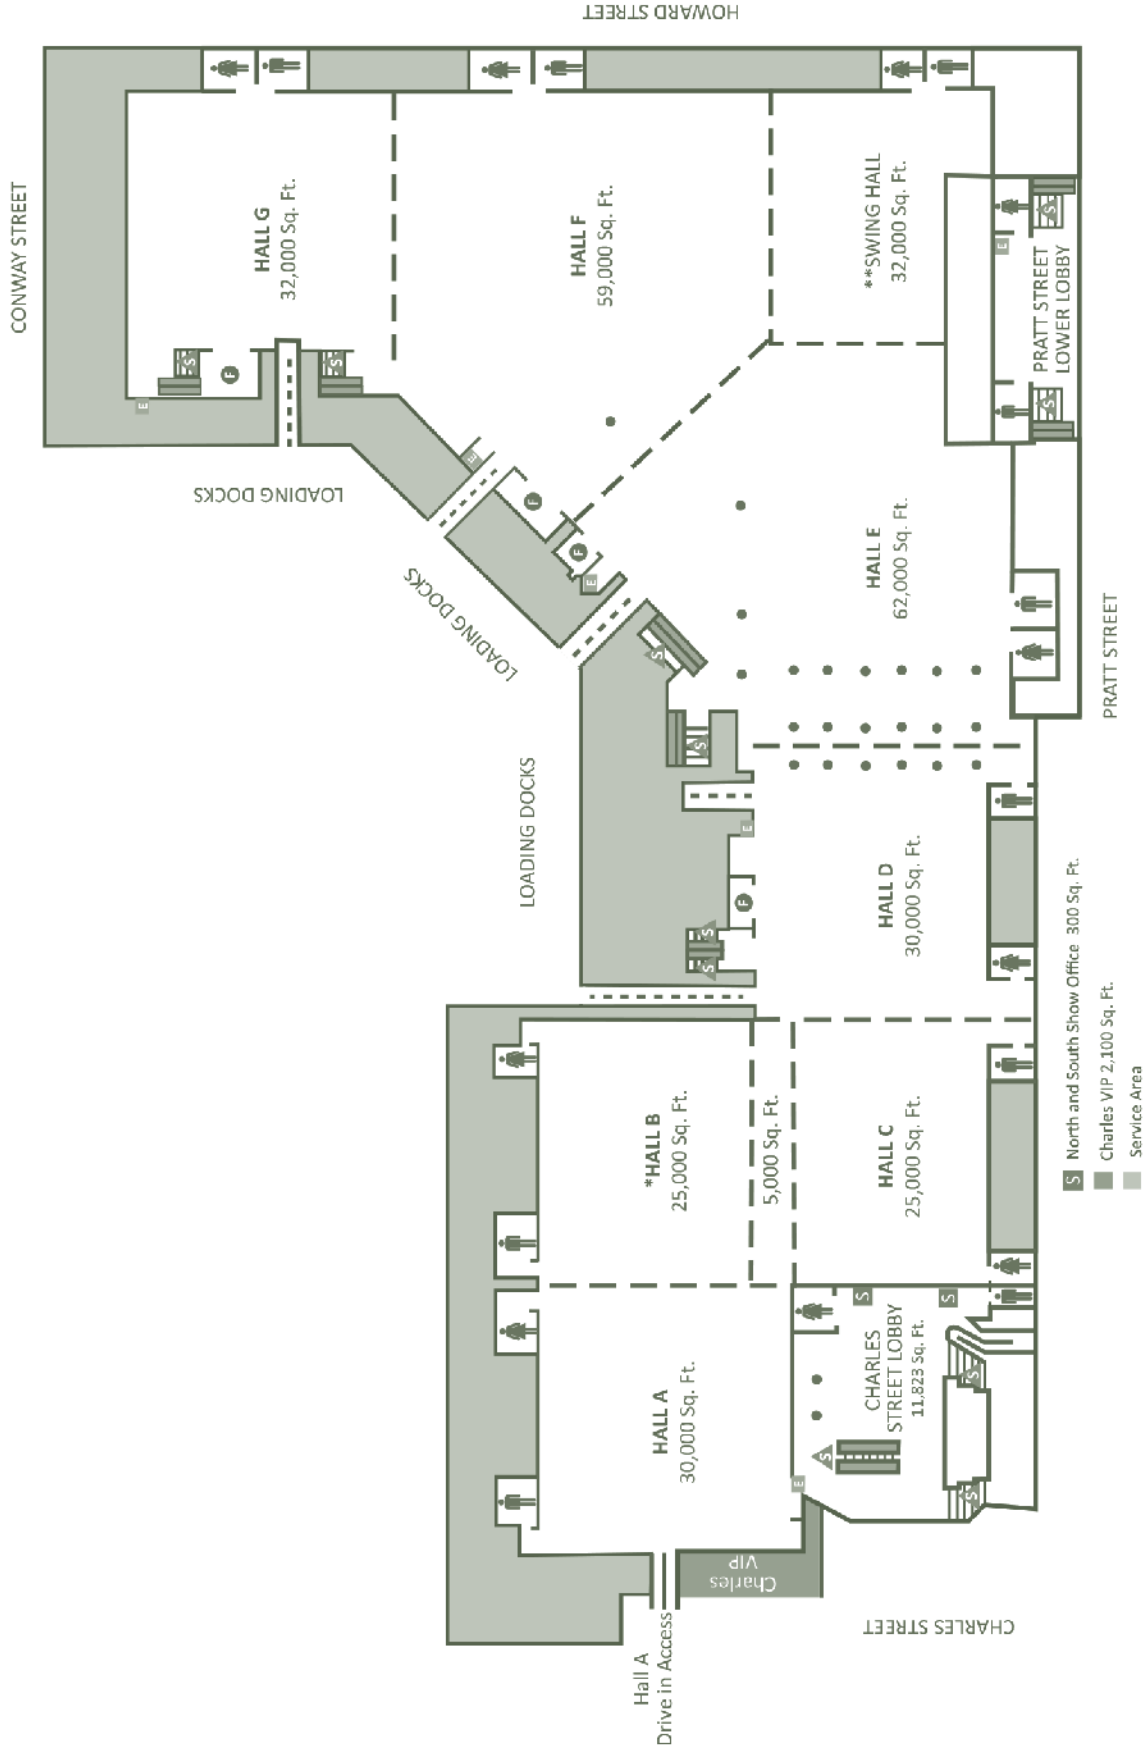 HOWARD STREET
CONWAY STREET
HALL G
32,000 Sq. Ft.
HALL F
59,000 Sq. Ft.
**SWING HALL
32,000 Sq. Ft.
S
S
F
E
S
E
S
PRATT STREET
LOWER LOBBY
S
LOADING DOCKS
E
F
F
E
LOADING DOCKS
HALL E
62,000 Sq. Ft.
S
S
PRATT STREET
LOADING DOCKS
E
HALL D
30,000 Sq. Ft.
F
S
S
*HALL B
25,000 Sq. Ft.
5,000 Sq. Ft.
HALL C
25,000 Sq. Ft.
S
S
CHARLES
STREET LOBBY
11,823 Sq. Ft.
S
S
S
E
HALL A
30,000 Sq. Ft.
Charles
VIP
Hall A
Drive in Access
CHARLES STREET
S North and South Show Office 300 Sq. Ft.
Charles VIP 2,100 Sq. Ft.
Service Area